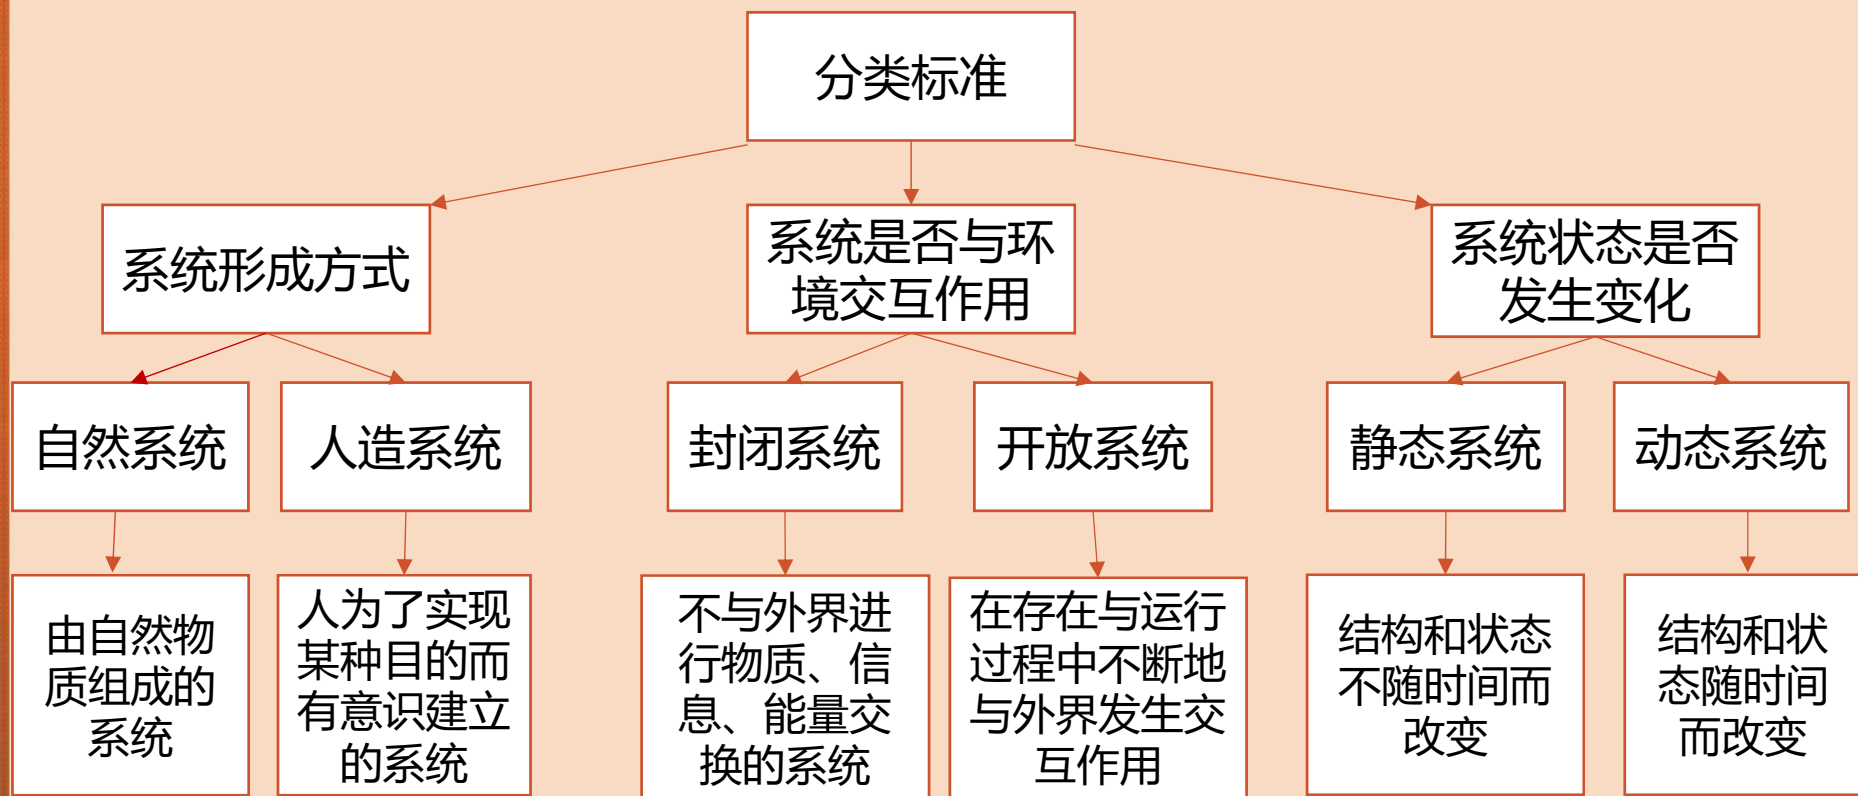 分类标准
系统形成方式
系统是否与环
境交互作用
系统状态是否
发生变化
自然系统
人造系统
封闭系统
开放系统
静态系统
动态系统
由自然物
质组成的
系统
人为了实现
某种目的而
有意识建立
的系统
不与外界进
行物质、信
息、能量交
换的系统
在存在与运行
过程中不断地
与外界发生交
互作用
结构和状态
不随时间而
改变
结构和状
态随时间
而改变